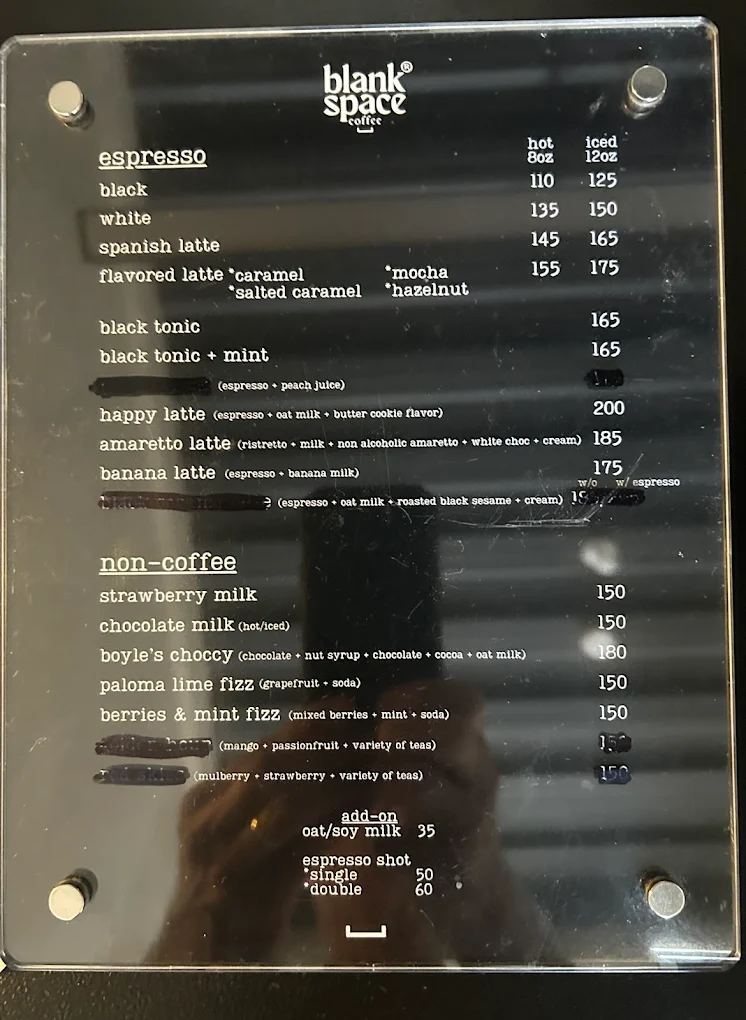 blank®
space
coffee
hot iced
espresso 8oz 12oz
black 110 125
white 135 150
spanish latte 145 165
flavored latte *caramel *mocha 155 175
*salted caramel *hazelnut
black tonic 165
black tonic + mint 165
(espresso + peach juice)
happy latte (espresso + oat milk + butter cookie flavor) 200
amaretto latte (ristretto + milk + non alcoholic amaretto + white choc + cream) 185
banana latte (espresso + banana milk) 175
w/o w/ espresso
(espresso + oat milk + roasted black sesame + cream)
non-coffee
strawberry milk 150
chocolate milk (hot/iced) 150
boyle's choccy (chocolate + nut syrup + chocolate + cocoa + oat milk) 180
paloma lime fizz (grapefruit + soda) 150
berries & mint fizz (mixed berries + mint + soda) 150
(mango + passionfruit + variety of teas)
(mulberry + strawberry + variety of teas) 150
add-on
oat/soy milk 35
espresso shot
*single 50
*double 60